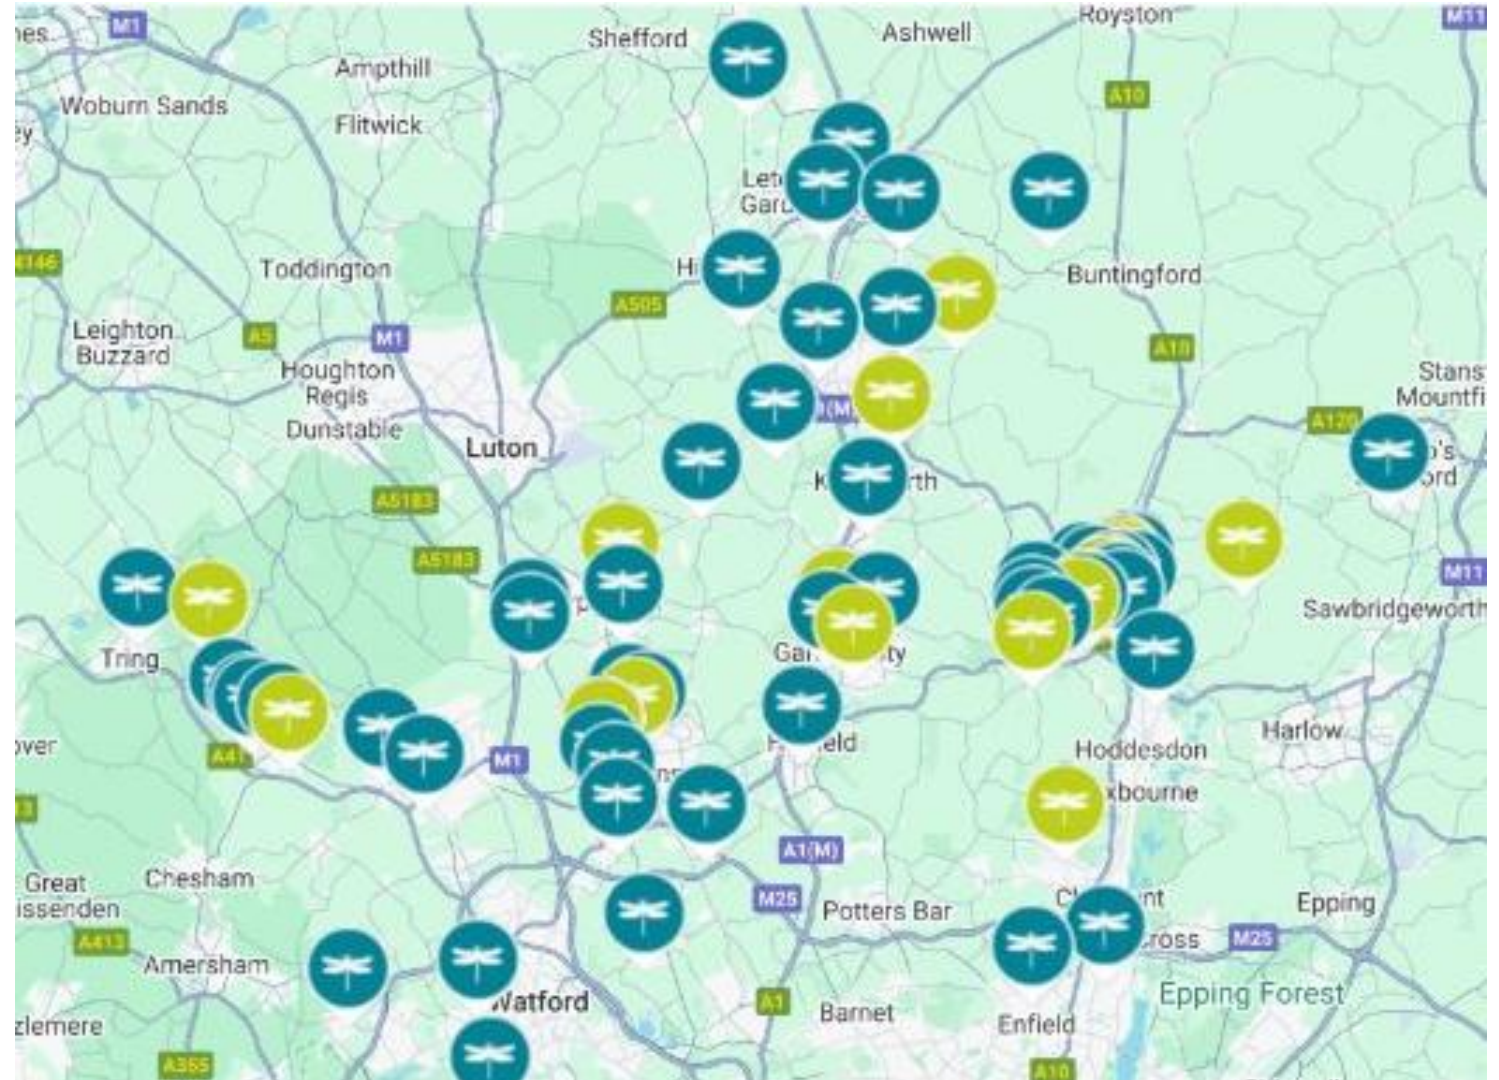 M1
Shefford
Ashwell
Royston
M11
Ampthill
Woburn Sands
A10
Flitwick
Toddington
Buntingford
A505
Leighton
Buzzard
A5
M1
A10
Houghton
Regis
Dunstable
A120
Luton
A5183
A5183
M11
Sawbridgeworth
Tring
Harlow
Hoddesdon
M1
A1(M)
Chesham
Great
M25
Potters Bar
Epping
A413
M25
Amersham
Watford
A1
Barnet
Epping Forest
Enfield
A355
A10